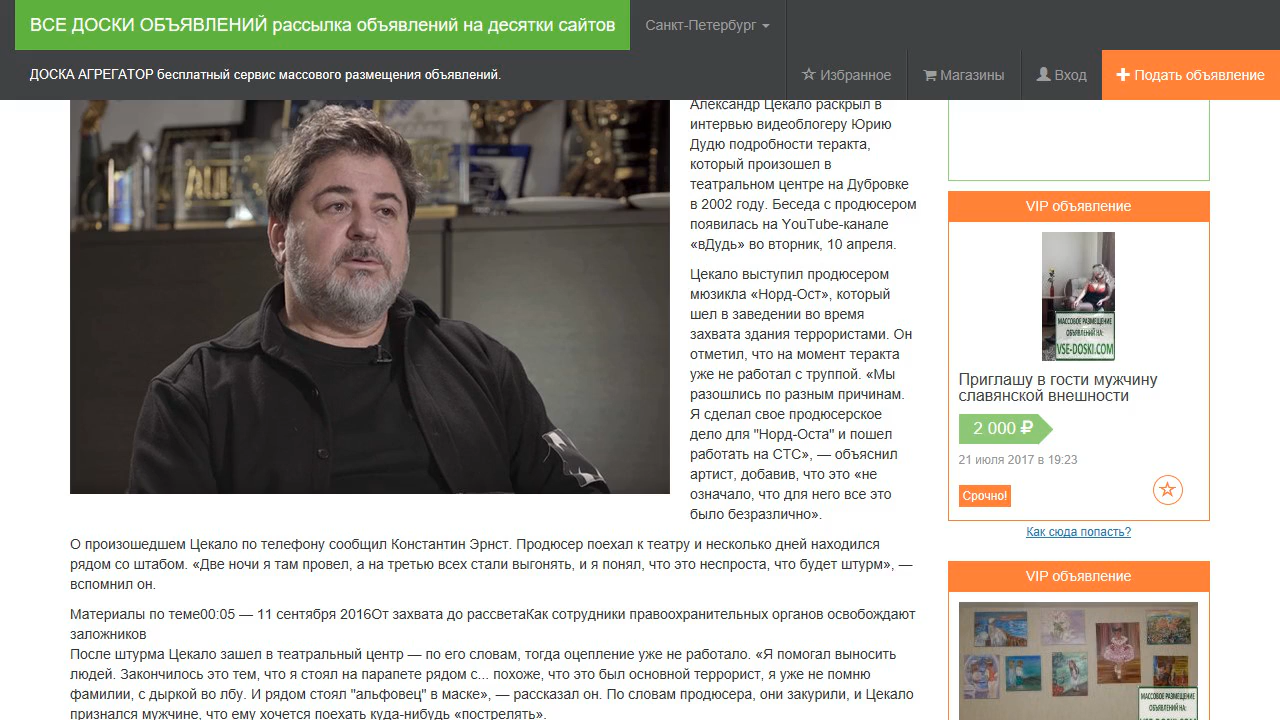 ВСЕ ДОСКИ ОБЪЯВЛЕНИЙ рассылка объявлений на десятки сайтов
Санкт-Петербург
ДОСКА АГРЕГАТОР бесплатный сервис массового размещения объявлений.
Избранное
Магазины
Вход
Подать объявление
Александр Цекало раскрыл в
интервью видеоблогеру Юрию
Дудю подробности теракта,
который произошел в
театральном центре на Дубровке
в 2002 году. Беседа с продюсером
появилась на YouTube-канале
«вДудь» во вторник, 10 апреля.
Цекало выступил продюсером
мюзикла «Норд-Ост», который
шел в заведении во время
захвата здания террористами. Он
отметил, что на момент теракта
уже не работал с труппой. «Мы
разошлись по разным причинам.
Я сделал свое продюсерское
дело для "Норд-Оста" и пошел
работать на СТС», — объяснил
артист, добавив, что это «не
означало, что для него все это
было безразлично».
О произошедшем Цекало по телефону сообщил Константин Эрнст. Продюсер поехал к театру и несколько дней находился
рядом со штабом. «Две ночи я там провел, а на третью всех стали выгонять, и я понял, что это неспроста, что будет штурм», —
вспомнил он.
Материалы по теме00:05 — 11 сентября 2016От захвата до рассветаКак сотрудники правоохранительных органов освобождают
заложников
После штурма Цекало зашел в театральный центр — по его словам, тогда оцепление уже не работало. «Я помогал выносить
людей. Закончилось это тем, что я стоял на парапете рядом с... похоже, что это был основной террорист, я уже не помню
фамилии, с дыркой во лбу. И рядом стоял "альфовец" в маске», — рассказал он. По словам продюсера, они закурили, и Цекало
признался мужчине, что ему хочется поехать куда-нибудь «пострелять».
VIP объявление
МАССОВОЕ РАЗМЕЩЕНИЕ
ОБЪЯВЛЕНИЙ НА:
VSE-DOSKI.COM
Приглашу в гости мужчину
славянской внешности
2 000 ₽
21 июля 2017 в 19:23
Срочно!
Как сюда попасть?
VIP объявление
МАССОВОЕ РАЗМЕЩЕНИЕ
ОБЪЯВЛЕНИЙ НА: